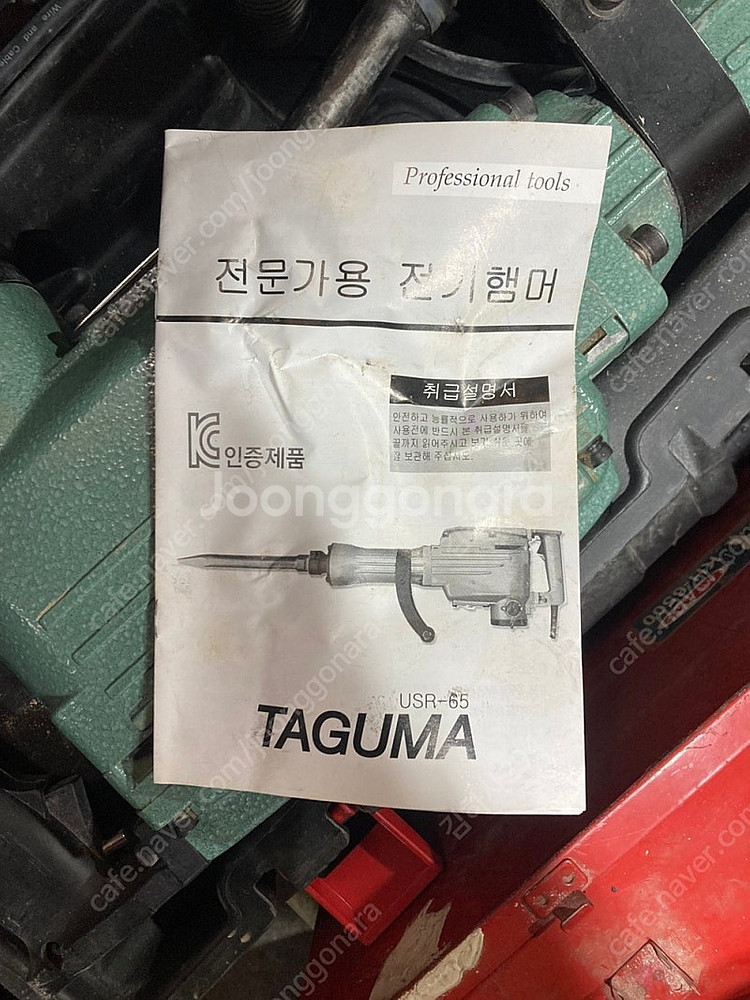 Wire and Cable
Professional tools
전문가용 전기햄머
취급설명서
안전하고 능률적으로 사용하기 위하여
사용전에 반드시 본 취급설명서를
끝까지 읽어주시고 보기 쉬운 곳에
잘 보관해 주십시오.
KC 인증제품
Joonggonara
USR-65
TAGUMA
cafe.naver.com/joonggonara